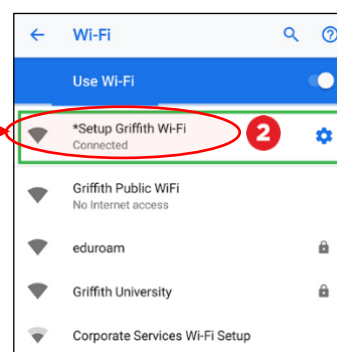 Wi-Fi
Use Wi-Fi
*Setup Griffith Wi-Fi
Connected
2
Griffith Public WiFi
No Internet access
eduroam
Griffith University
Corporate Services Wi-Fi Setup